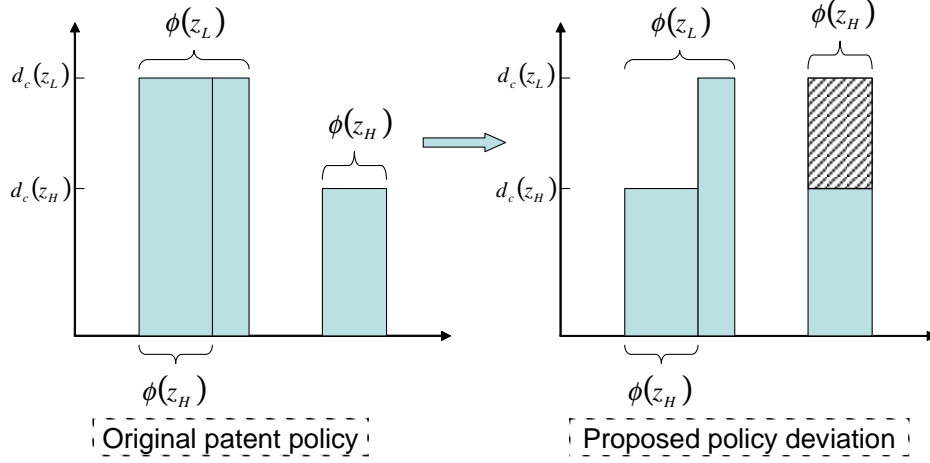 ϕ(z_L)
d_c(z_L)
ϕ(z_H)
d_c(z_H)
ϕ(z_H)
Original patent policy
ϕ(z_L)
ϕ(z_H)
d_c(z_L)
d_c(z_H)
ϕ(z_H)
Proposed policy deviation